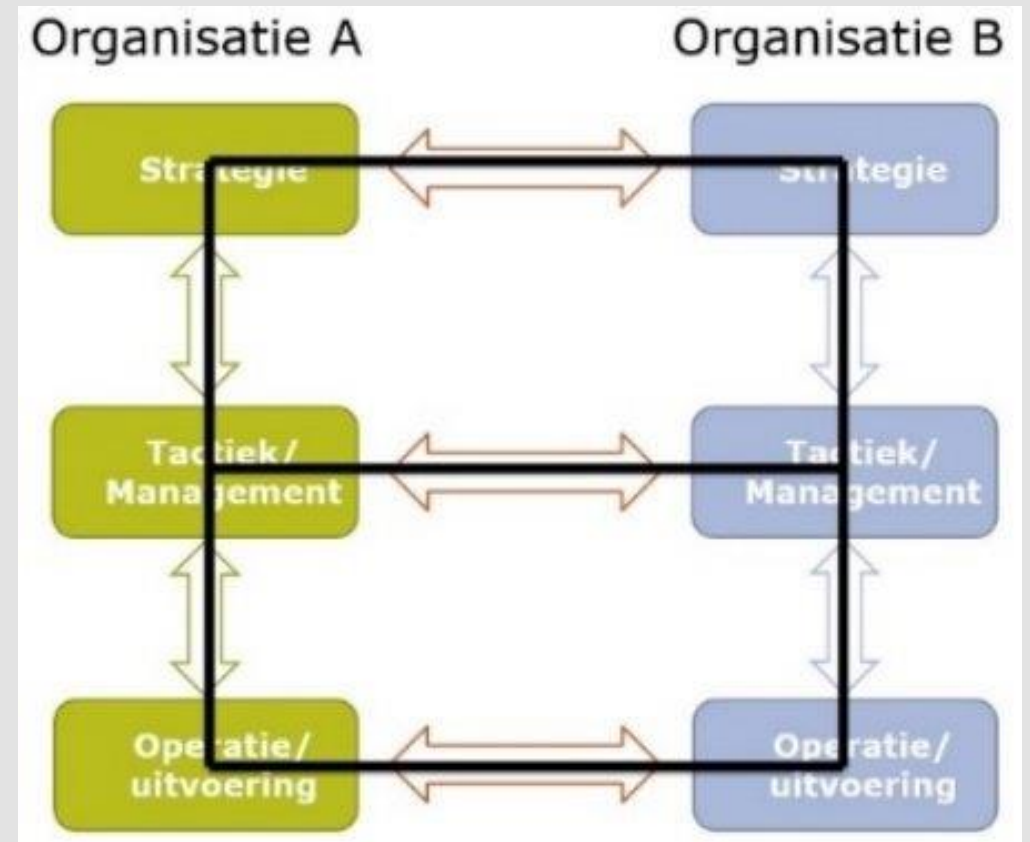 Organisatie A
Organisatie B
Strategie
Strategie
Tactiek/
Management
Tactiek/
Management
Operatie/
uitvoering
Operatie/
uitvoering